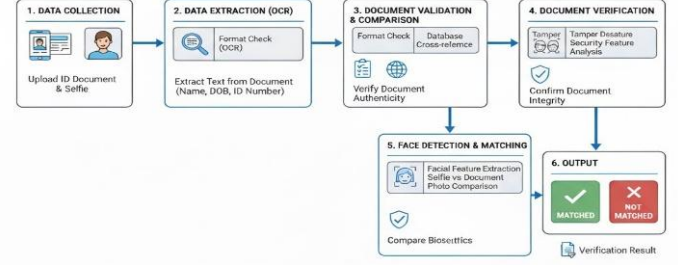 1. DATA COLLECTION
Upload ID Document
& Selfie
2. DATA EXTRACTION (OCR)
Format Check
(OCR)
Extract Text from Document
(Name, DOB, ID Number)
3. DOCUMENT VALIDATION
& COMPARISON
Format Check
Database
Cross-refemce
Verify Document
Authenticity
4. DOCUMENT VERIFICATION
Tamper
Tamper Desature
Security Feature
Analysis
Confirm Document
Integrity
5. FACE DETECTION & MATCHING
Facial Feature Extraction
Selfie vs Document
Photo Comparison
Compare
6. OUTPUT
MATCHED
NOT
MATCHED
Verification Result